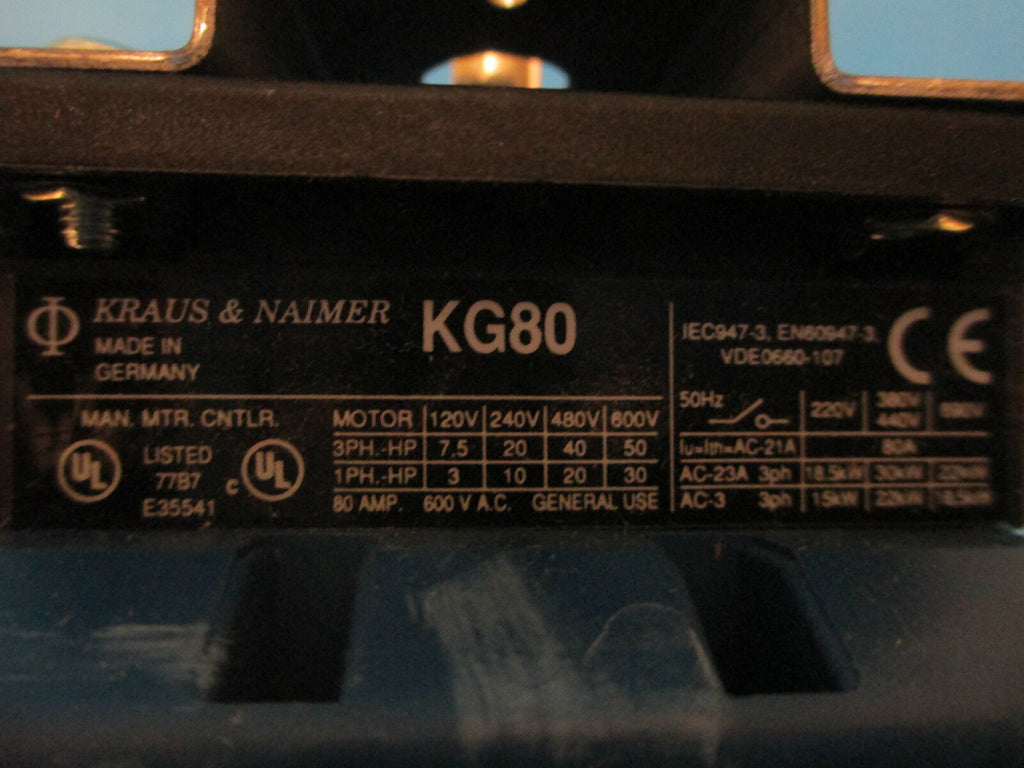 KRAUS & NAIMER
MADE IN
GERMANY
KG80
MAN. MTR. CNTLR.
UL
LISTED
77B7
E35541
c UL
MOTOR 120V 240V 480V 600V
3PH.-HP 7.5 20 40 50
1PH.-HP 3 10 20 30
80 AMP. 600 V A.C. GENERAL USE
IEC947-3, EN60947-3,
VDE0660-107
CE
50Hz 220V 380V
440V
Iu=Ith=AC-21A 80A
AC-23A 3ph 18.5kW 30kW 22kW
AC-3 3ph 15kW 22kW 18.5kW